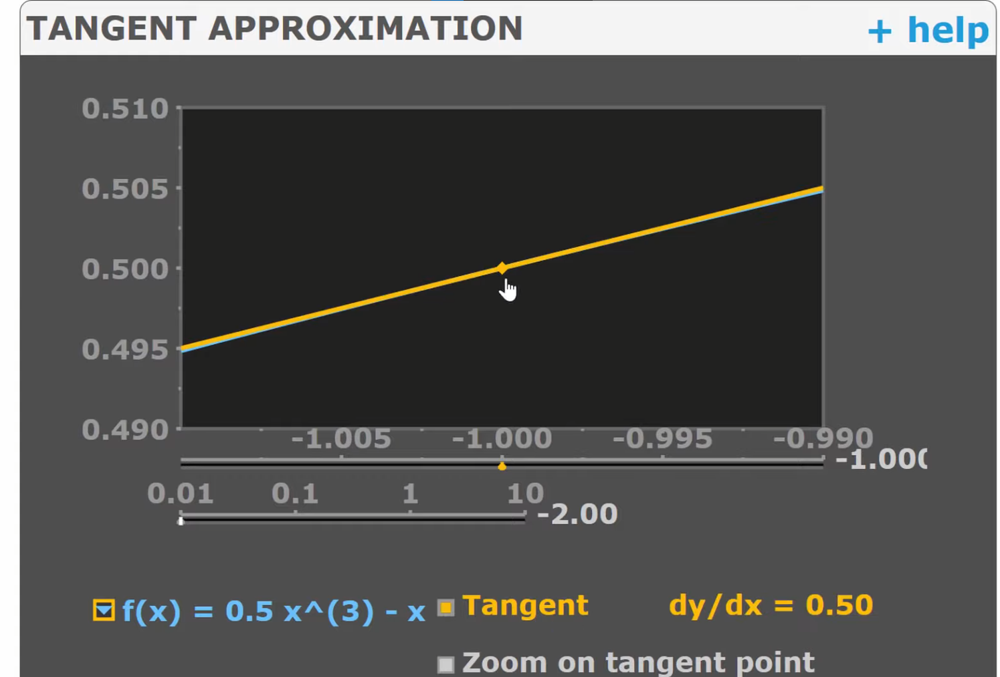 TANGENT APPROXIMATION + help
0.510
0.505
0.500
0.495
0.490
-1.005 -1.000 -0.995 -0.990
-1.000
0.01 0.1 1 10
-2.00
f(x) = 0.5 x^(3) - x Tangent dy/dx = 0.50
Zoom on tangent point